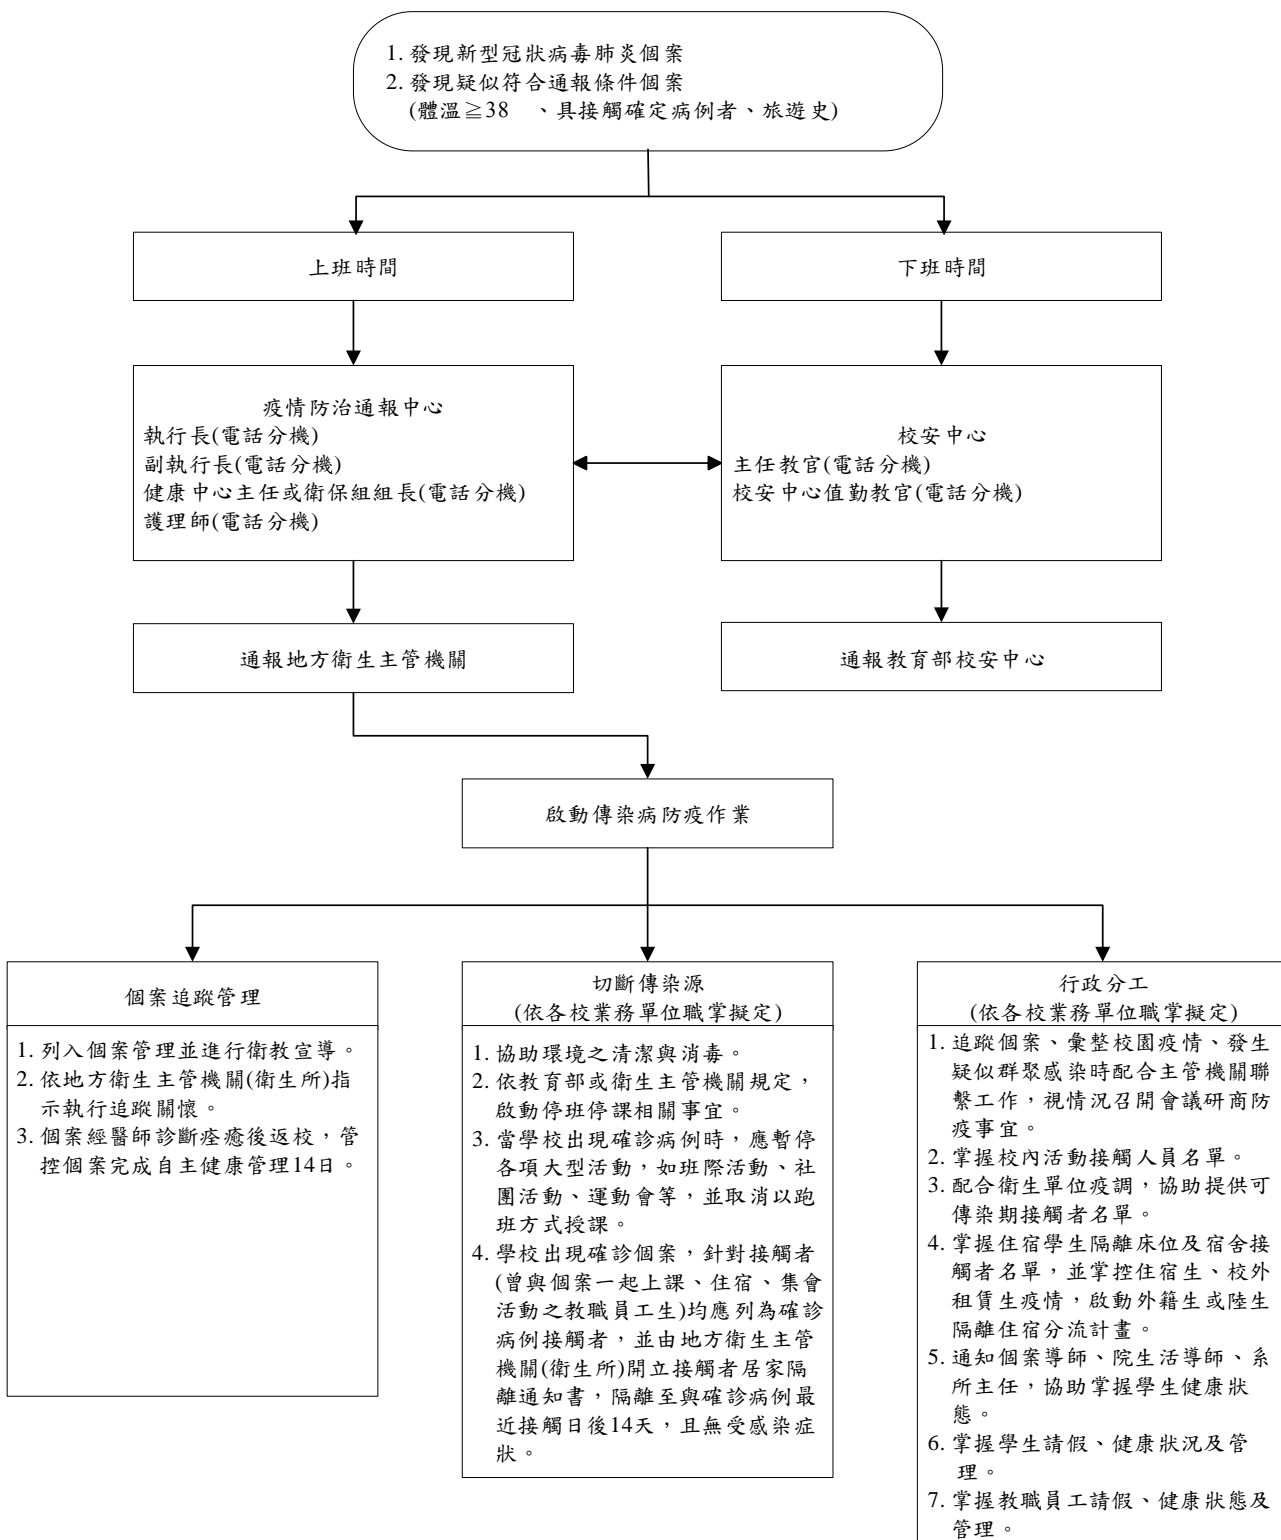 1. 發現新型冠狀病毒肺炎個案
2. 發現疑似符合通報條件個案
(體溫≧38 、具接觸確定病例者、旅遊史)
上班時間
下班時間
疫情防治通報中心
執行長(電話分機)
副執行長(電話分機)
健康中心主任或衛保組組長(電話分機)
護理師(電話分機)
校安中心
主任教官(電話分機)
校安中心值勤教官(電話分機)
通報地方衛生主管機關
通報教育部校安中心
啟動傳染病防疫作業
個案追蹤管理
1. 列入個案管理並進行衛教宣導。
2. 依地方衛生主管機關(衛生所)指
示執行追蹤關懷。
3. 個案經醫師診斷痊癒後返校，管
控個案完成自主健康管理14日。
切斷傳染源
(依各校業務單位職掌擬定)
1. 協助環境之清潔與消毒。
2. 依教育部或衛生主管機關規定，
啟動停班停課相關事宜。
3. 當學校出現確診病例時，應暫停
各項大型活動，如班際活動、社
團活動、運動會等，並取消以跑
班方式授課。
4. 學校出現確診個案，針對接觸者
(曾與個案一起上課、住宿、集會
活動之教職員工生)均應列為確診
病例接觸者，並由地方衛生主管
機關(衛生所)開立接觸者居家隔
離通知書，隔離至與確診病例最
近接觸日後14天，且無受感染症
狀。
行政分工
(依各校業務單位職掌擬定)
1. 追蹤個案、彙整校園疫情、發生
疑似群聚感染時配合主管機關聯
繫工作，視情況召開會議研商防
疫事宜。
2. 掌握校內活動接觸人員名單。
3. 配合衛生單位疫調，協助提供可
傳染期接觸者名單。
4. 掌握住宿學生隔離床位及宿舍接
觸者名單，並掌控住宿生、校外
租賃生疫情，啟動外籍生或陸生
隔離住宿分流計畫。
5. 通知個案導師、院生活導師、系
所主任，協助掌握學生健康狀
態。
6. 掌握學生請假、健康狀況及管
理。
7. 掌握教職員工請假、健康狀態及
管理。